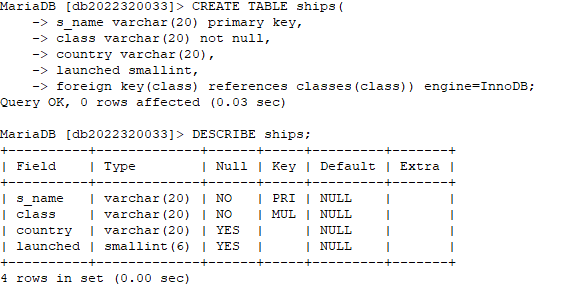 MariaDB [db2022320033]> CREATE TABLE ships(
    -> s_name varchar(20) primary key,
    -> class varchar(20) not null,
    -> country varchar(20),
    -> launched smallint,
    -> foreign key(class) references classes(class)) engine=InnoDB;
Query OK, 0 rows affected (0.03 sec)

MariaDB [db2022320033]> DESCRIBE ships;
+----------+-------------+------+-----+---------+-------+
| Field    | Type        | Null | Key | Default | Extra |
+----------+-------------+------+-----+---------+-------+
| s_name   | varchar(20) | NO   | PRI | NULL    |       |
| class    | varchar(20) | NO   | MUL | NULL    |       |
| country  | varchar(20) | YES  |     | NULL    |       |
| launched | smallint(6) | YES  |     | NULL    |       |
+----------+-------------+------+-----+---------+-------+
4 rows in set (0.00 sec)